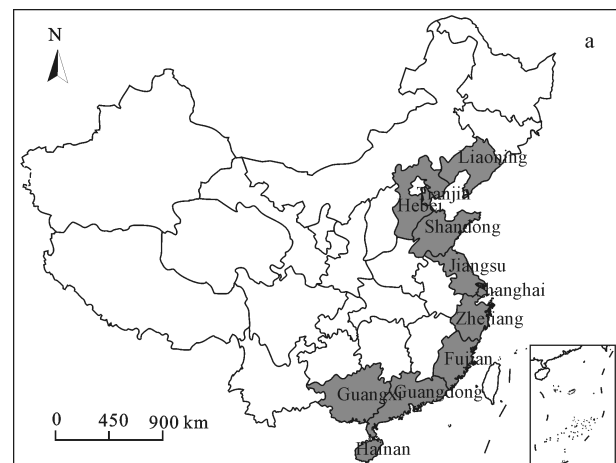 N
a
Liaoning
Tianjin
Hebei
Shandong
Jiangsu
Shanghai
Zhejiang
Fujian
Guangxi
Guangdong
Hainan
0 450 900 km